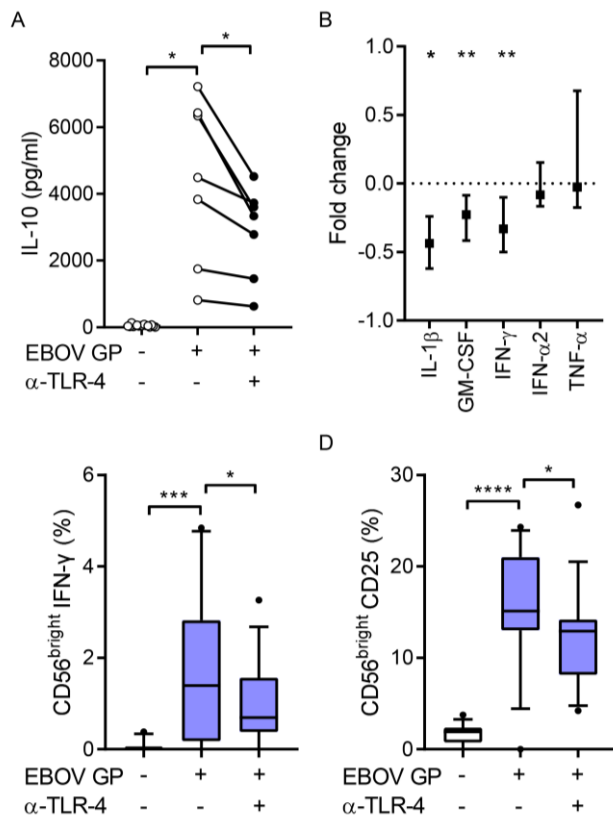 A
*
*
8000
6000
4000
2000
0
IL-10 (pg/ml)
EBOV GP - + +
α-TLR-4 - - +
B
* ** **
1.0
0.5
0.0
-0.5
-1.0
Fold change
IL-1β
GM-CSF
IFN-γ
IFN-α2
TNF-α
*** *
6
4
2
0
CD56bright IFN-γ (%)
EBOV GP - + +
α-TLR-4 - - +
D
**** *
30
20
10
0
CD56bright CD25 (%)
EBOV GP - + +
α-TLR-4 - - +